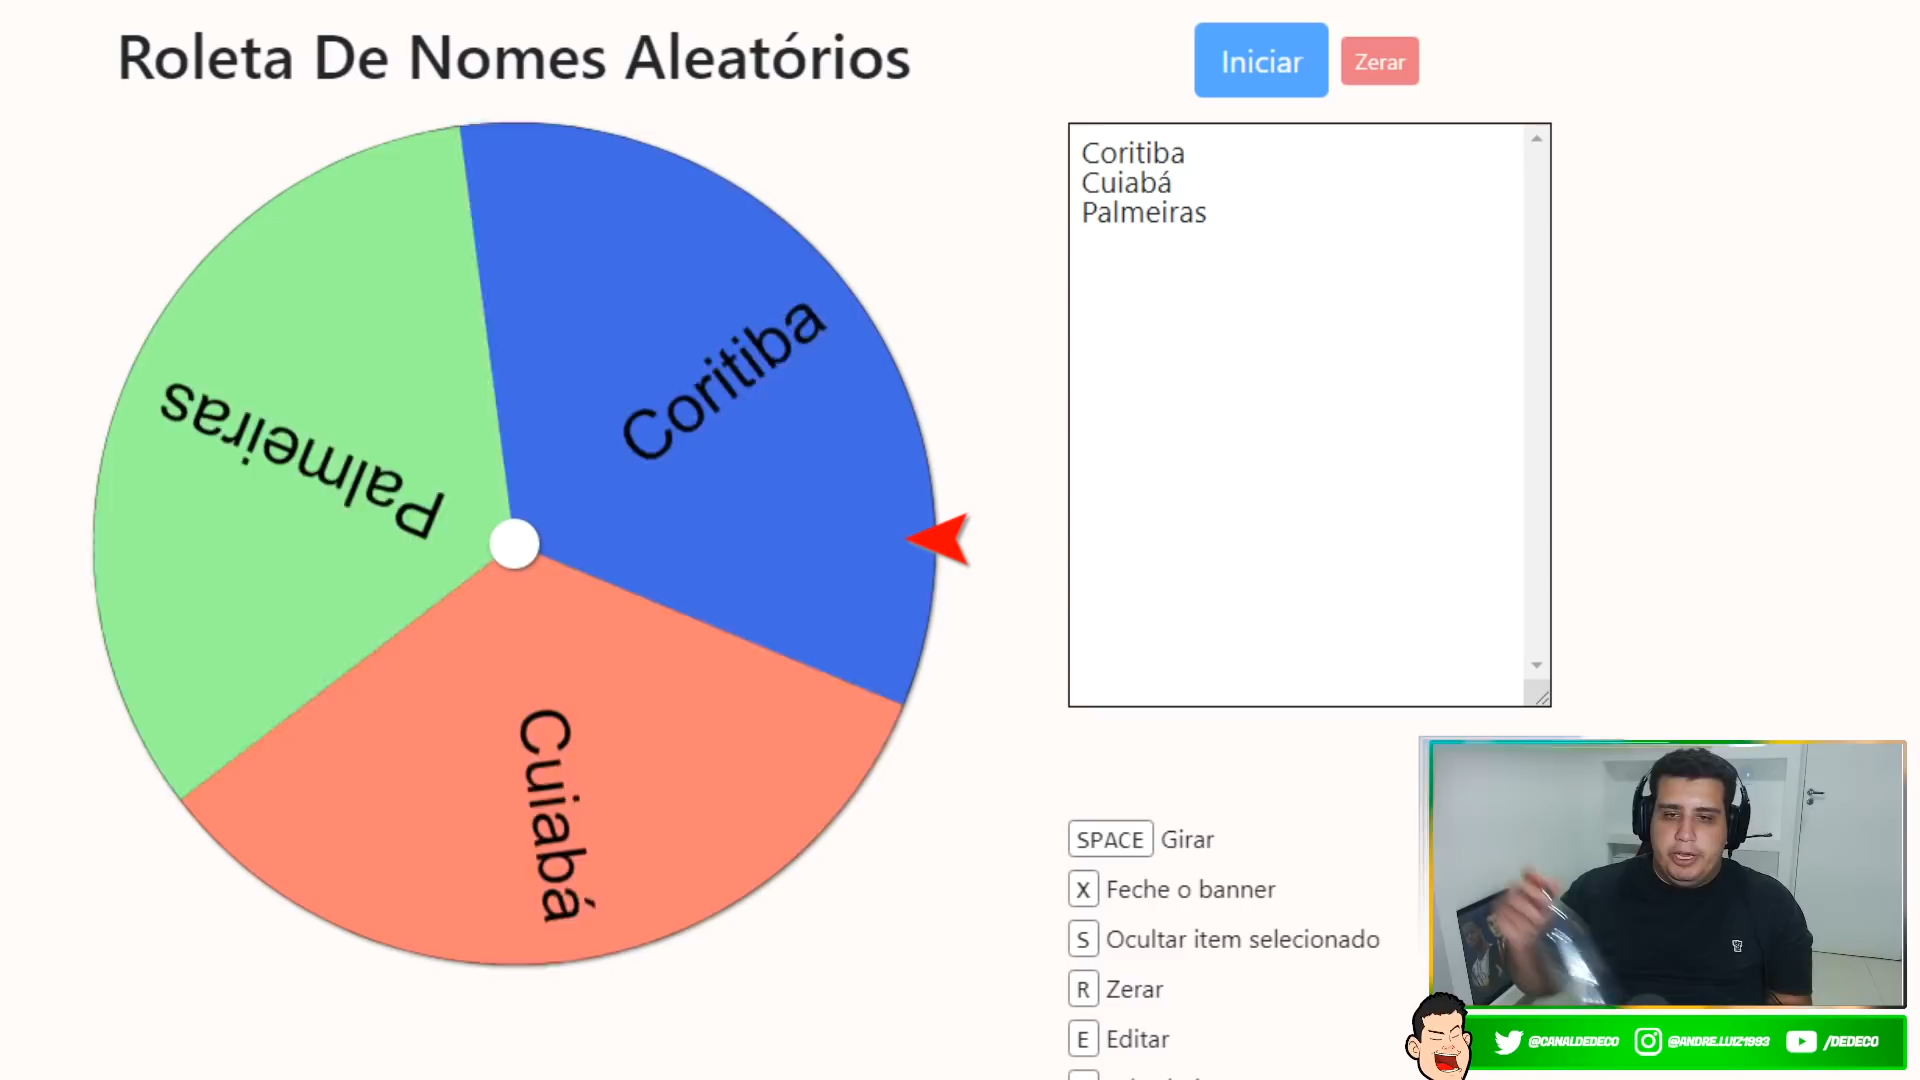 Roleta De Nomes Aleatórios
Iniciar
Zerar
Coritiba
Cuiabá
Palmeiras
Coritiba
Palmeiras
Cuiabá
SPACE Girar
X Feche o banner
S Ocultar item selecionado
R Zerar
E Editar
@CANALDEDECO
@ANDRE.LUIZ1993
/DEDECO